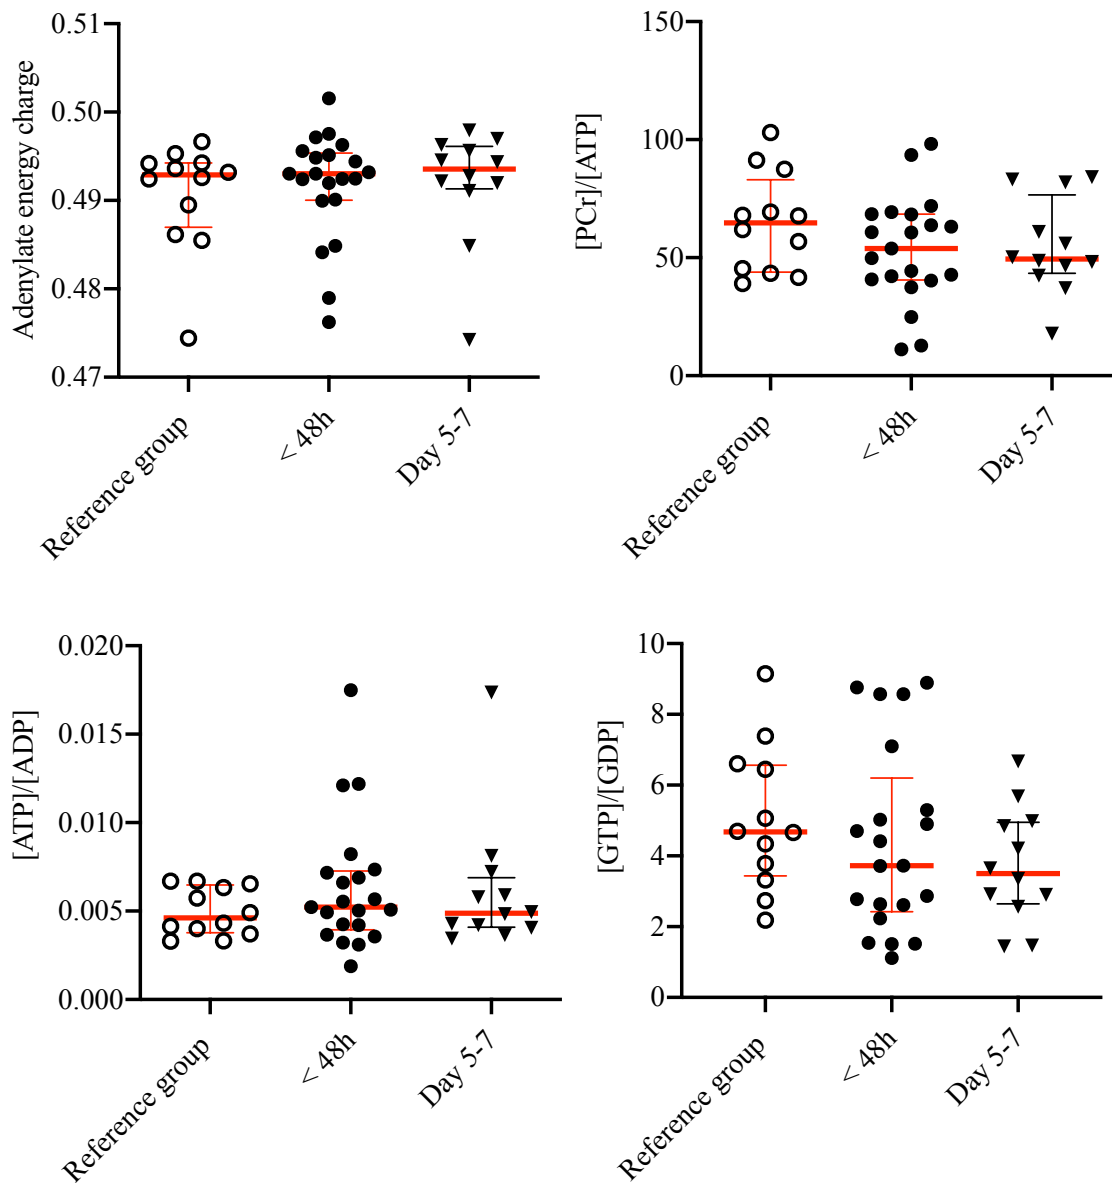 Adenylate energy charge
0.51
0.50
0.49
0.48
0.47
Reference group
< 48h
Day 5-7
[PCr]/[ATP]
150
100
50
0
Reference group
< 48h
Day 5-7
[ATP]/[ADP]
0.020
0.015
0.010
0.005
0.000
Reference group
< 48h
Day 5-7
[GTP]/[GDP]
10
8
6
4
2
0
Reference group
< 48h
Day 5-7